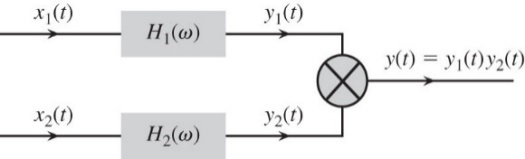 x₁(t)
H₁(ω)
y₁(t)
y(t) = y₁(t)y₂(t)
x₂(t)
H₂(ω)
y₂(t)